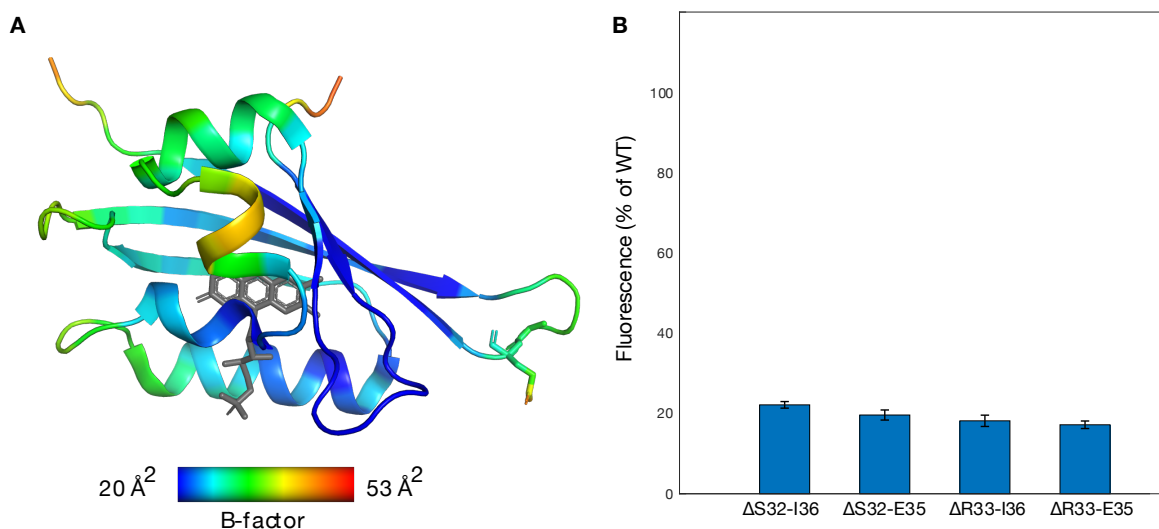 A
20 Å²
53 Å²
B-factor
B
Fluorescence (% of WT)
100
80
60
40
20
0
ΔS32-I36
ΔS32-E35
ΔR33-I36
ΔR33-E35